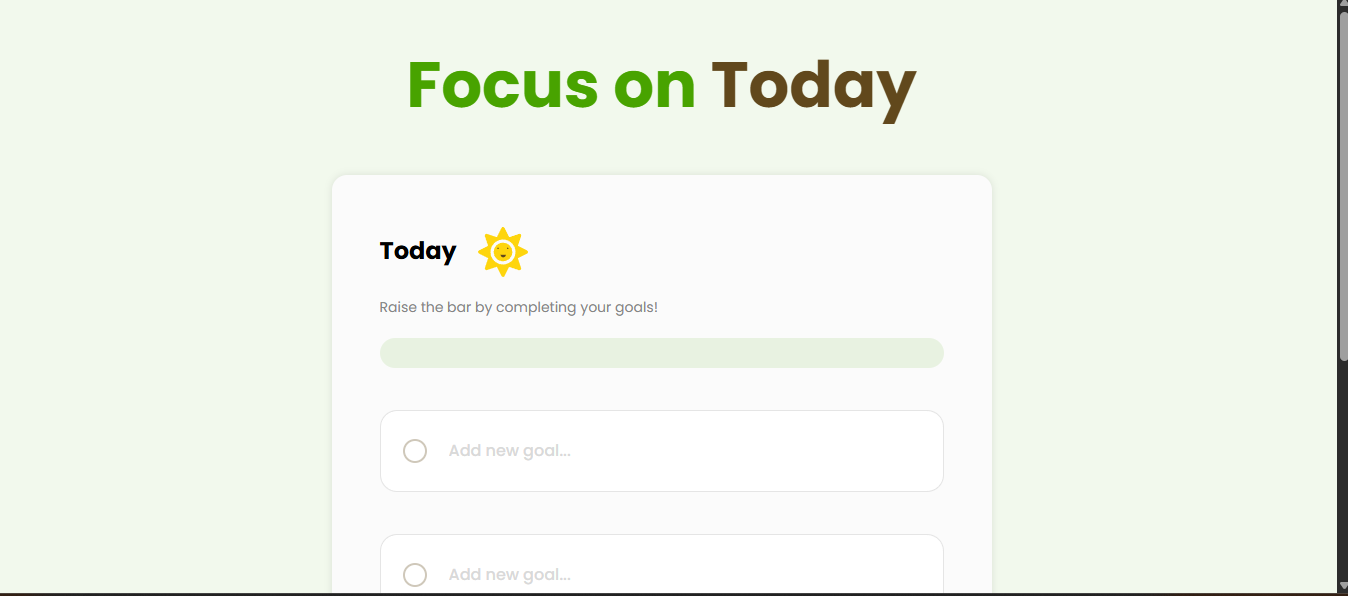 Focus on Today
Today
Raise the bar by completing your goals!
Add new goal...
Add new goal...